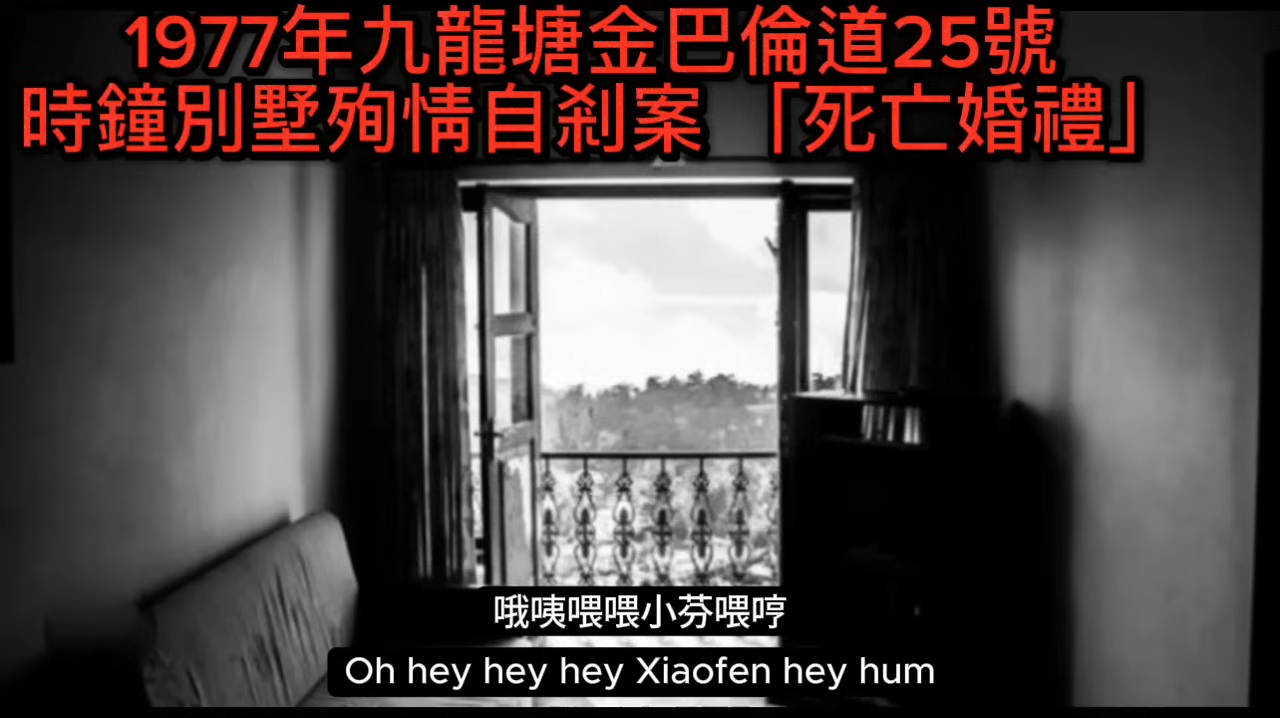 1977年九龍塘金巴倫道25號
時鐘別墅殉情自刹案 「死亡婚禮」
哦咦喂喂小芬喂哼
Oh hey hey hey Xiaofen hey hum